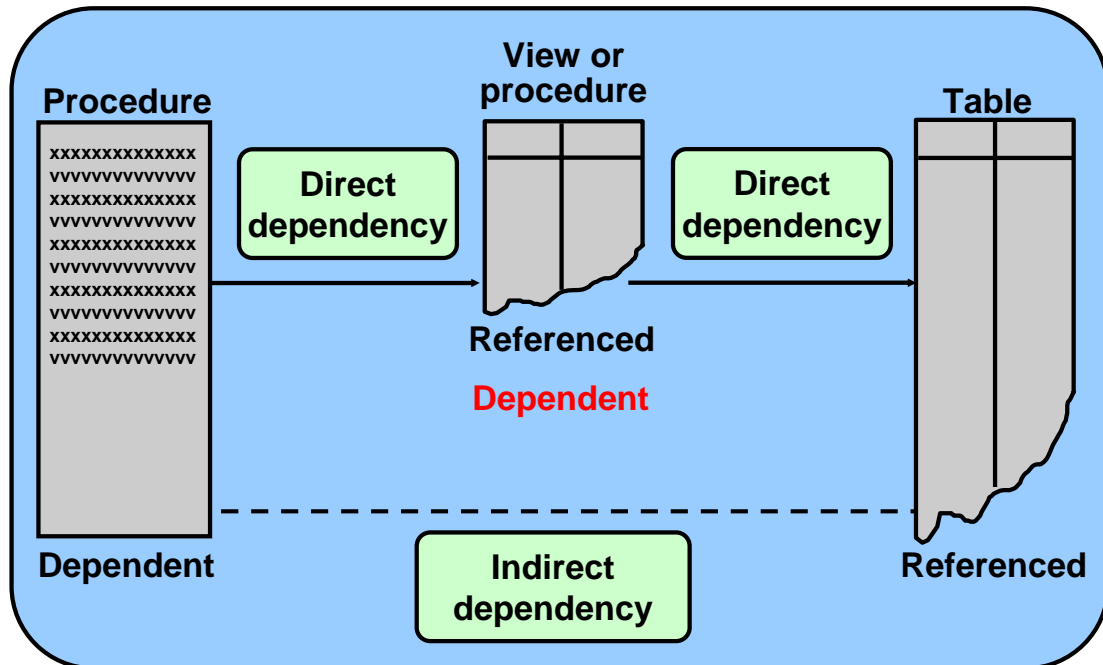 View or
procedure
Procedure
Table
xxxxxxxxxxxxxx
vvvvvvvvvvvvvv
xxxxxxxxxxxxxx
vvvvvvvvvvvvvv
xxxxxxxxxxxxxx
vvvvvvvvvvvvvv
xxxxxxxxxxxxxx
vvvvvvvvvvvvvv
xxxxxxxxxxxxxx
vvvvvvvvvvvvvv
Direct
dependency
Direct
dependency
Referenced
Dependent
Dependent
Indirect
dependency
Referenced